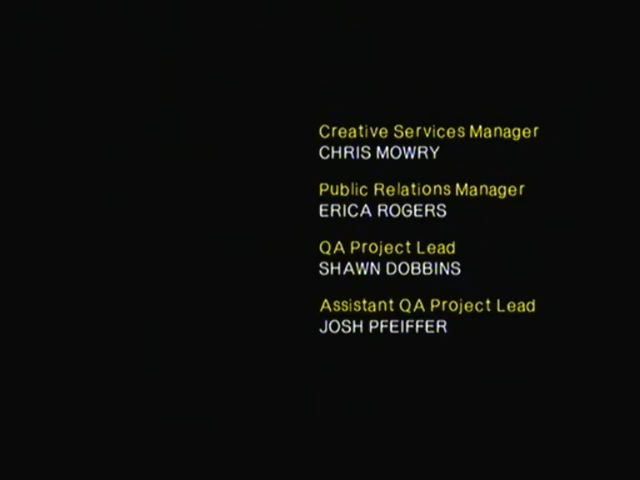 Creative Services Manager
CHRIS MOWRY
Public Relations Manager
ERICA ROGERS
QA Project Lead
SHAWN DOBBINS
Assistant QA Project Lead
JOSH PFEIFFER